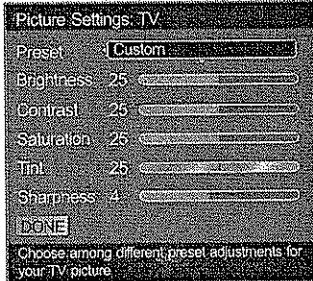 Picture Settings: TV
Preset Custom
Brightness 25
Contrast 25
Saturation 25
Tint 25
Sharpness 4
DONE
Choose among different preset adjustments for
your TV picture